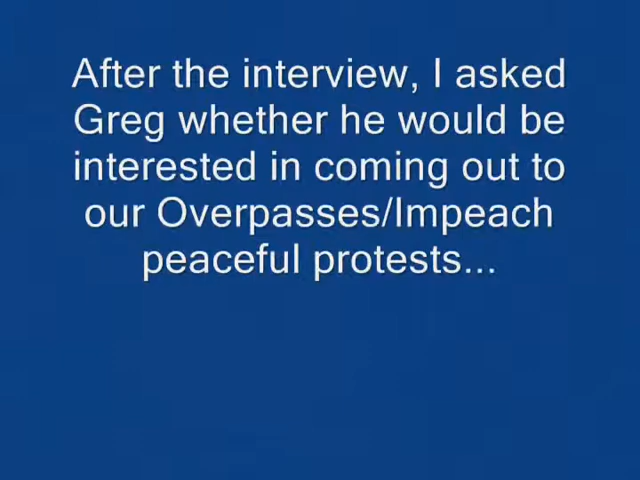 After the interview, I asked
Greg whether he would be
interested in coming out to
our Overpasses/Impeach
peaceful protests...